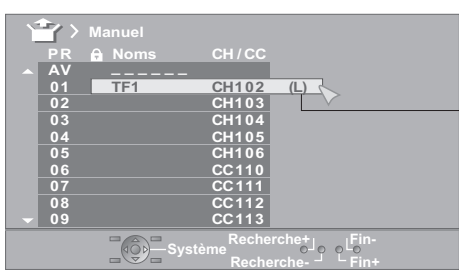 > Manuel
PR Noms CH/CC
AV _ _ _ _ _ _
01 TF1 CH102 (L)
02 CH103
03 CH104
04 CH105
05 CH106
06 CC110
07 CC111
08 CC112
09 CC113
Système Recherche+ Fin-
Recherche- Fin+